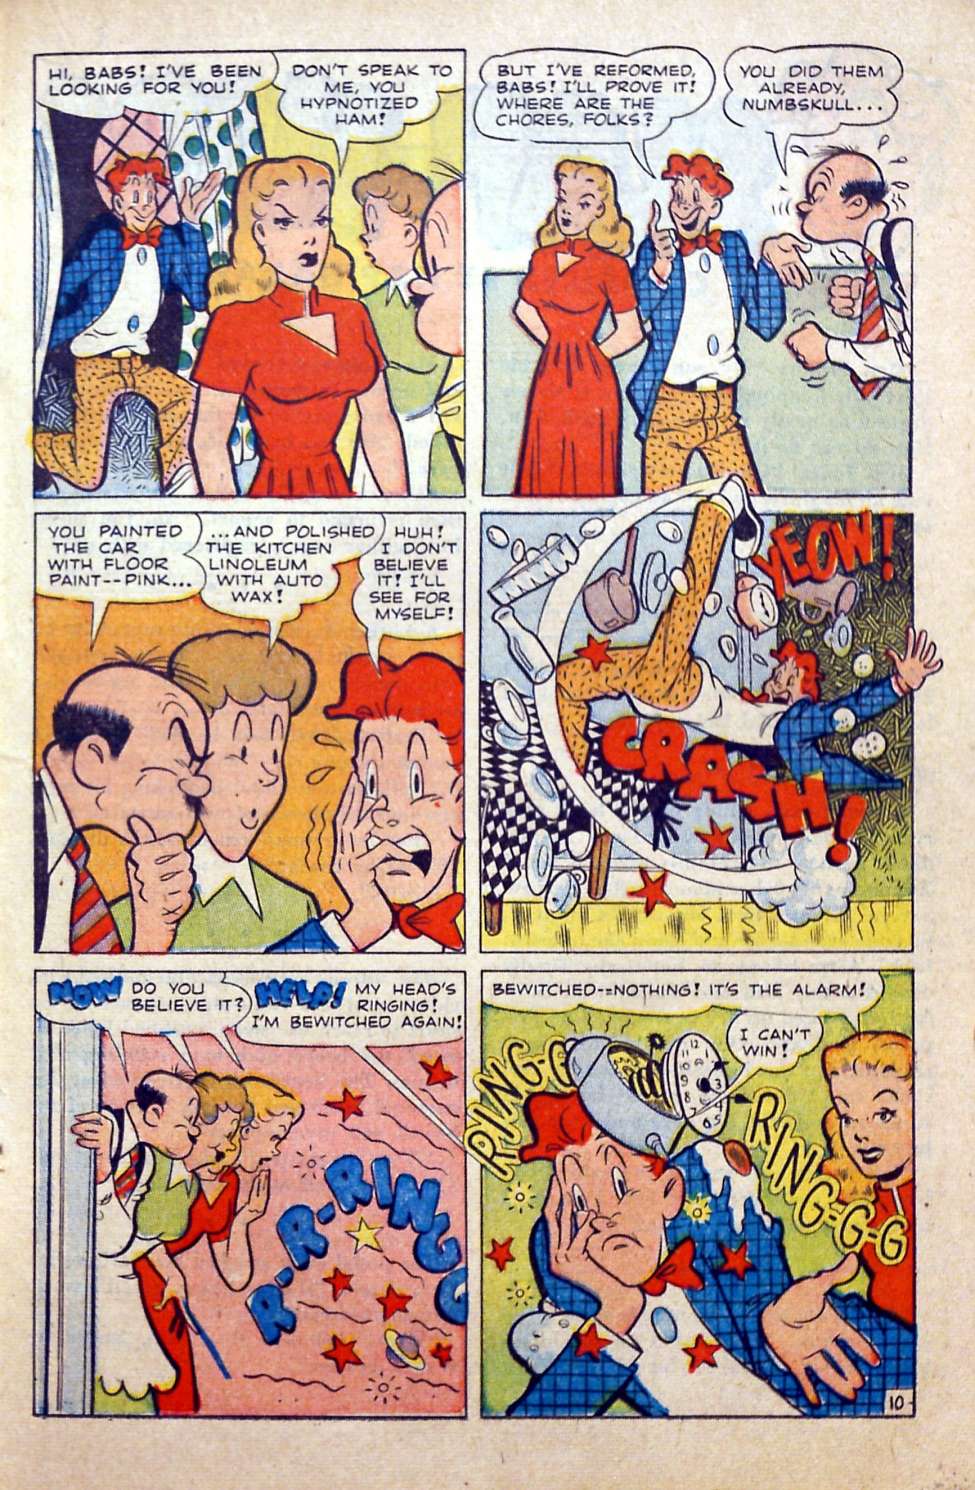 HI, BABS! I'VE BEEN
LOOKING FOR YOU!
DON'T SPEAK TO
ME, YOU
HYPNOTIZED
HAM!
BUT I'VE REFORMED,
BABS! I'LL PROVE IT!
WHERE ARE THE
CHORES, FOLKS?
YOU DID THEM
ALREADY,
NUMBSKULL...
YOU PAINTED
THE CAR
WITH FLOOR
PAINT--PINK...
...AND POLISHED
THE KITCHEN
LINOLEUM
WITH AUTO
WAX!
HUH!
I DON'T
BELIEVE
IT! I'LL
SEE FOR
MYSELF!
YEOW!
CRASH!
NOW DO YOU
BELIEVE IT?
HELP! MY HEAD'S
RINGING!
I'M BEWITCHED AGAIN!
R-R-R-RINGG
BEWITCHED--NOTHING! IT'S THE ALARM!
I CAN'T
WIN!
RING-G-G
RING-G-G
10